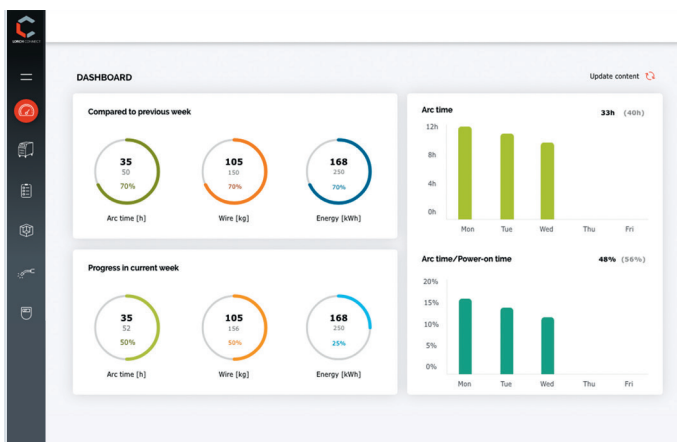 LORCH CONNECT
DASHBOARD
Update content
Compared to previous week
35
50
70%
Arc time [h]
105
150
70%
Wire [kg]
168
250
70%
Energy [kWh]
Progress in current week
35
52
50%
Arc time [h]
105
156
50%
Wire [kg]
168
250
25%
Energy [kWh]
Arc time
33h (40h)
12h
8h
4h
0h
Mon Tue Wed Thu Fri
Arc time/Power-on time
48% (56%)
20%
15%
10%
5%
0%
Mon Tue Wed Thu Fri